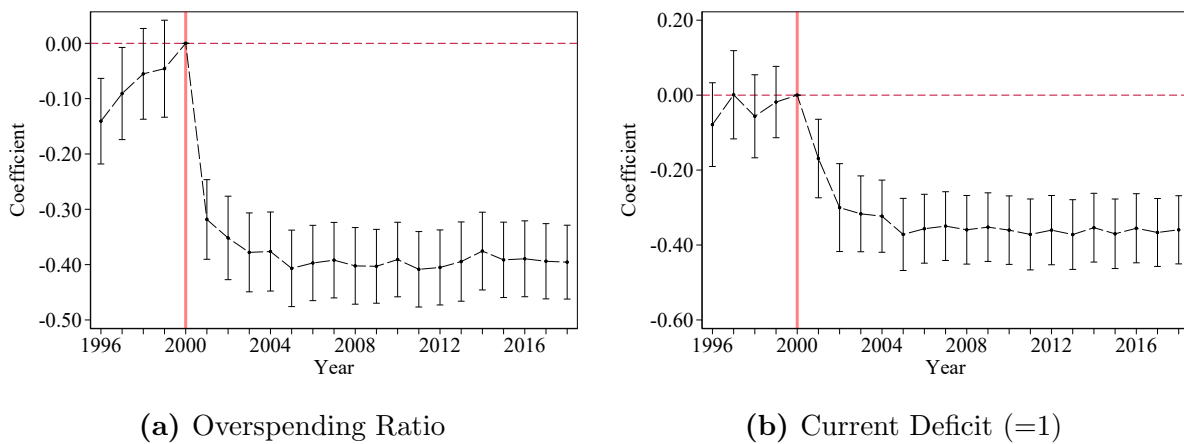 0.00
-0.10
-0.20
-0.30
-0.40
-0.50
Coefficient
1996 2000 2004 2008 2012 2016
Year
(a) Overspending Ratio
0.20
0.00
-0.20
-0.40
-0.60
Coefficient
1996 2000 2004 2008 2012 2016
Year
(b) Current Deficit (=1)